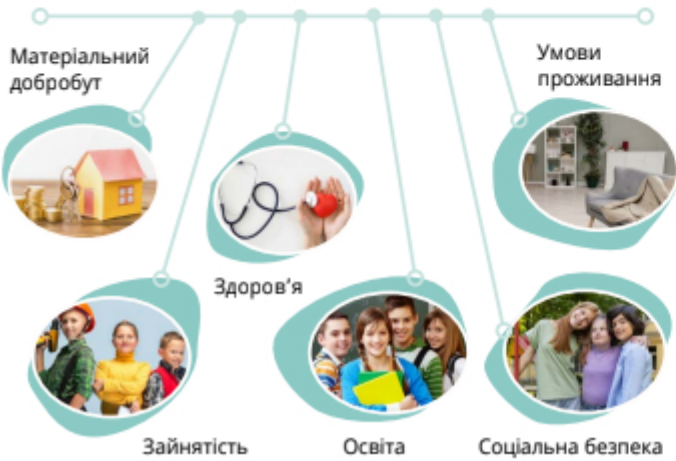 Матеріальний
добробут
Умови
проживання
Здоров’я
Зайнятість
Освіта
Соціальна безпека